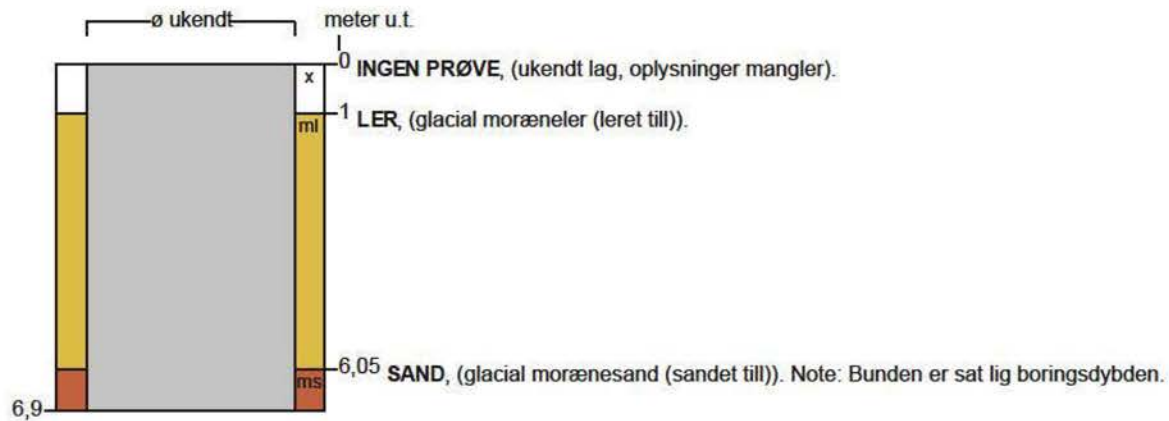 ø ukendt meter u.t.
0 INGEN PRØVE, (ukendt lag, oplysninger mangler).
x
1 LER, (glacial moræneler (leret till)).
ml
6,05 SAND, (glacial morænesand (sandet till)). Note: Bunden er sat lig boringsdybden.
ms
6,9